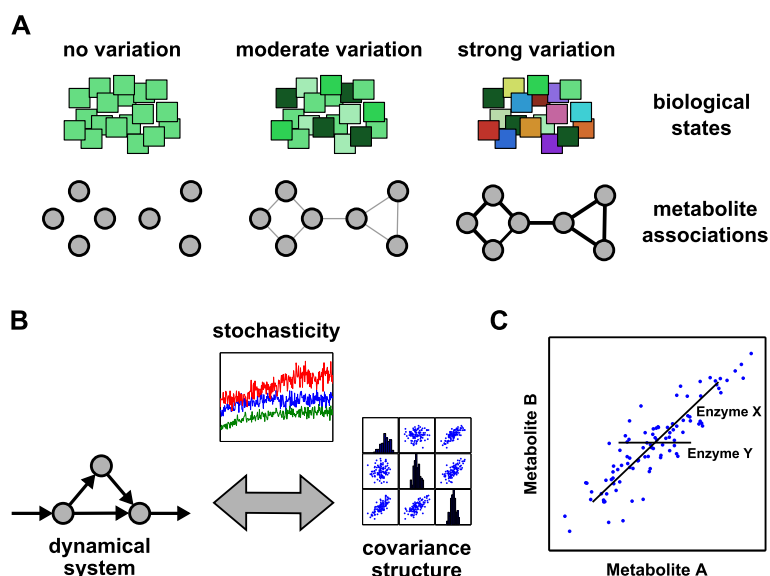 A
no variation
moderate variation
strong variation
biological
states
metabolite
associations
B
stochasticity
dynamical
system
covariance
structure
C
Metabolite B
Enzyme X
Enzyme Y
Metabolite A